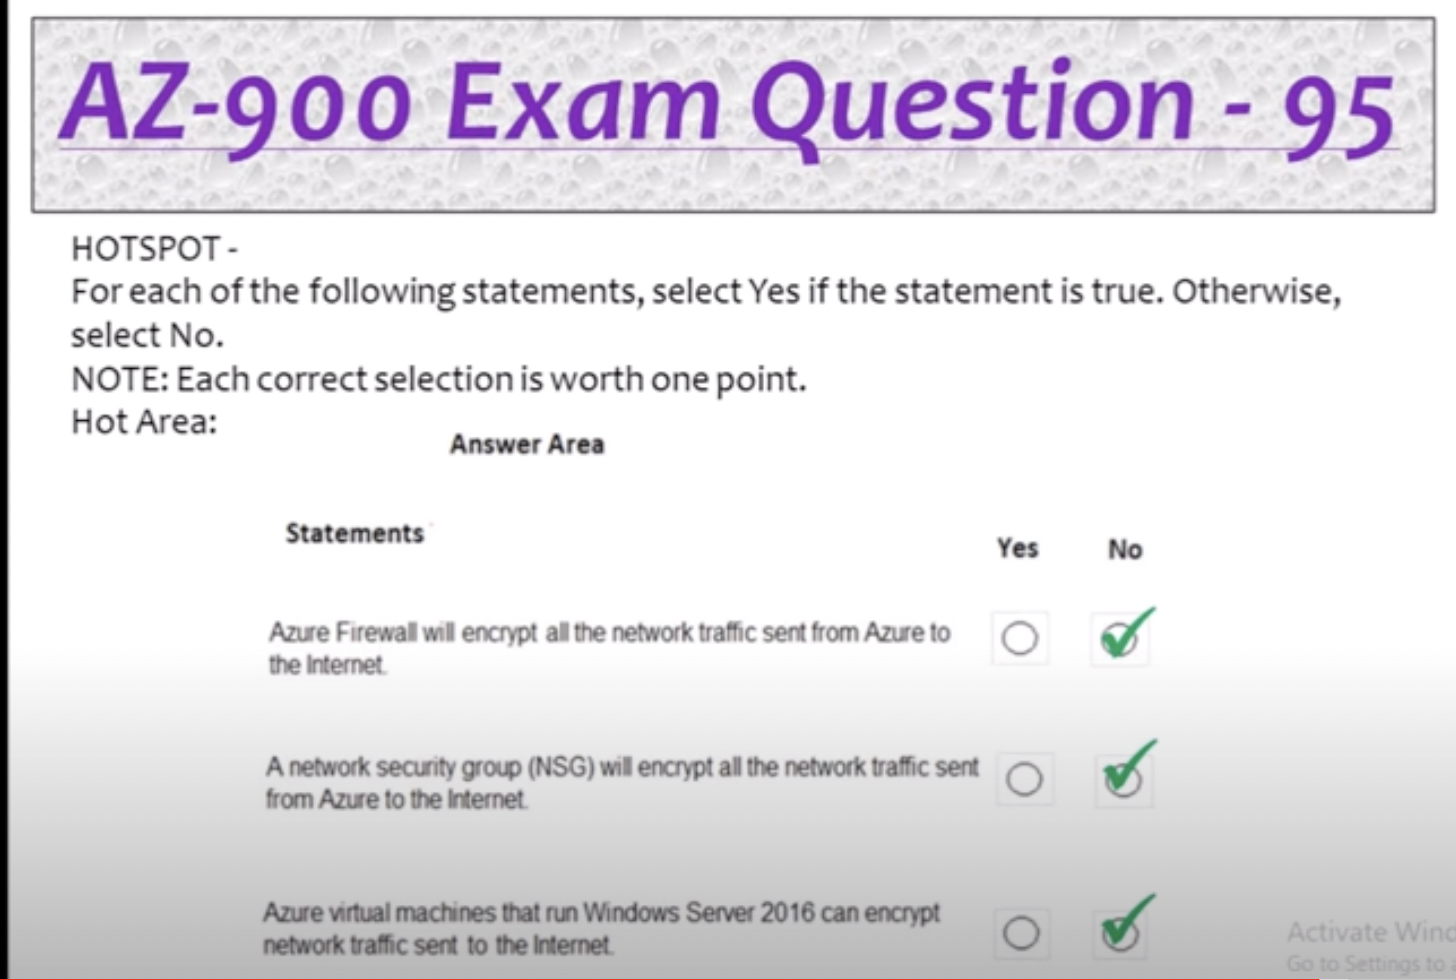 AZ-900 Exam Question - 95
HOTSPOT -
For each of the following statements, select Yes if the statement is true. Otherwise,
select No.
NOTE: Each correct selection is worth one point.
Hot Area:
Answer Area
Statements
Yes No
Azure Firewall will encrypt all the network traffic sent from Azure to
the Internet.
A network security group (NSG) will encrypt all the network traffic sent
from Azure to the Internet.
Azure virtual machines that run Windows Server 2016 can encrypt
network traffic sent to the Internet.
Activate Wind
Go to Settings to